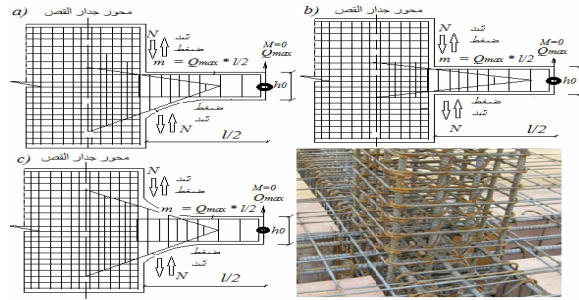 a)
محور جدار القص
N
شد
ضغط
m = Qmax * l/2
M=0
Qmax
h0
ضغط
شد
N
l/2
b)
محور جدار القص
N
شد
ضغط
m = Qmax * l/2
M=0
Qmax
h0
ضغط
شد
N
l/2
c)
محور جدار القص
N
شد
ضغط
m = Qmax * l/2
M=0
Qmax
h0
ضغط
شد
N
l/2